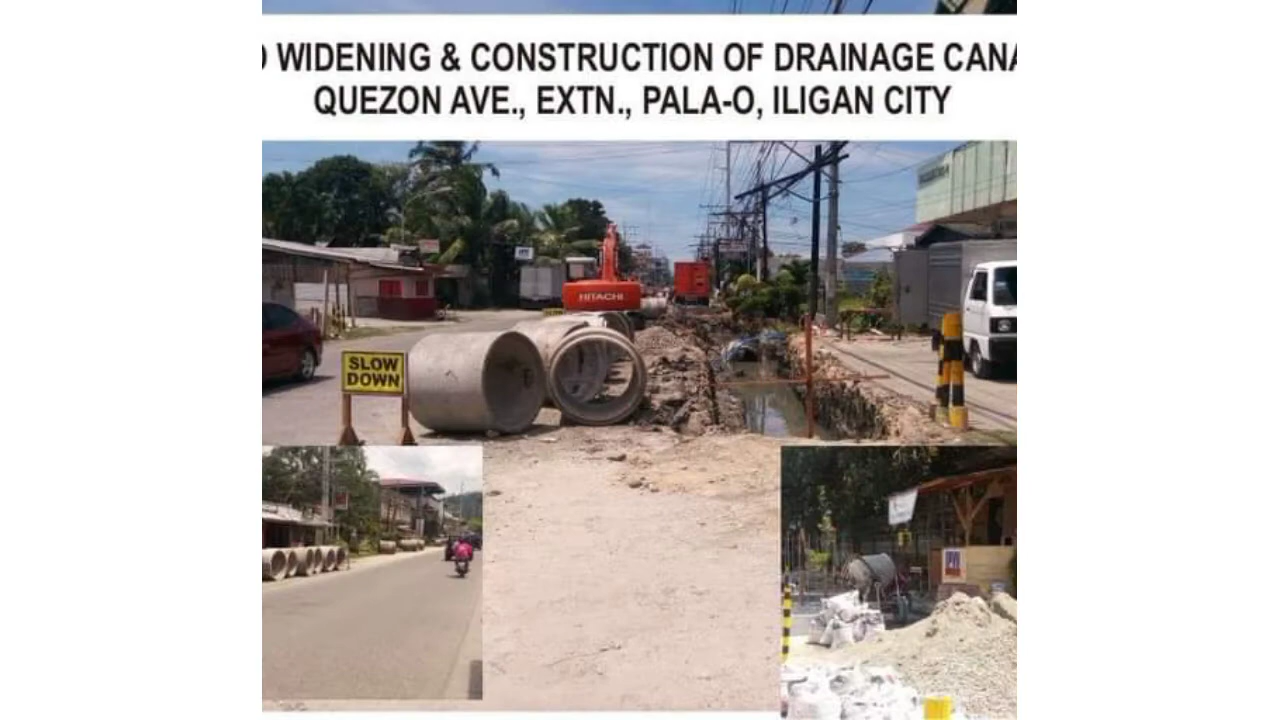 WIDENING & CONSTRUCTION OF DRAINAGE CANA
QUEZON AVE., EXTN., PALA-O, ILIGAN CITY
HITACHI
SLOW
DOWN